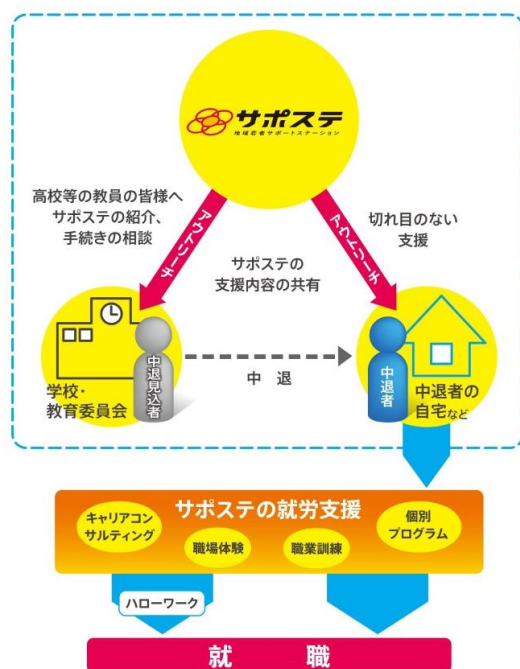 サポステ
地域若者サポートステーション
高校等の教員の皆様へ
サポステの紹介、
手続きの相談
アウトリーチ
アウトリーチ
切れ目のない
支援
サポステの
支援内容の共有
学校・
教育委員会
中退見込者
中 退
中退者
中退者の
自宅など
サポステの就労支援
キャリアコン
サルティング
職場体験
職業訓練
個別
プログラム
ハローワーク
就 職